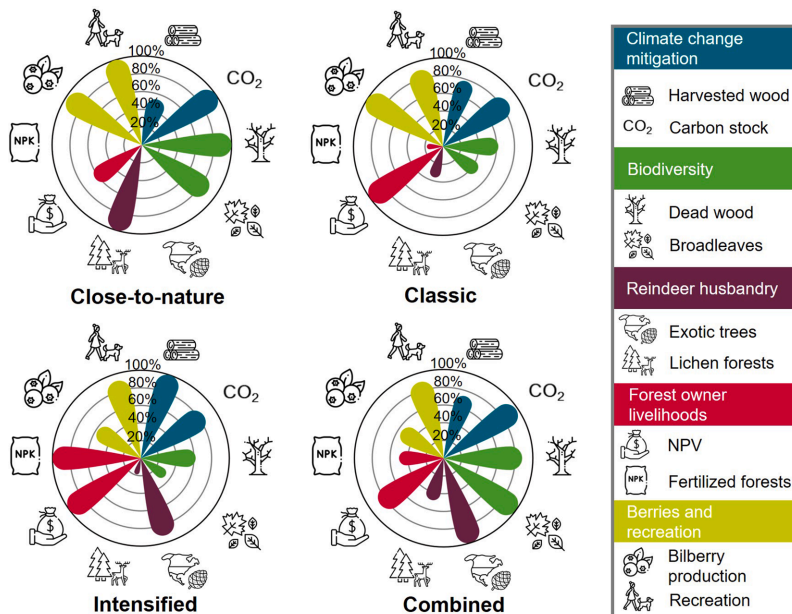 100%
80%
60%
40%
20%
CO2
NPK
$
Close-to-nature
100%
80%
60%
40%
20%
CO2
NPK
$
Classic
100%
80%
60%
40%
20%
CO2
NPK
$
Intensified
100%
80%
60%
40%
20%
CO2
NPK
$
Combined
Climate change
mitigation
Harvested wood
CO2 Carbon stock
Biodiversity
Dead wood
Broadleaves
Reindeer husbandry
Exotic trees
Lichen forests
Forest owner
livelihoods
$ NPV
NPK Fertilized forests
Berries and
recreation
Bilberry
production
Recreation